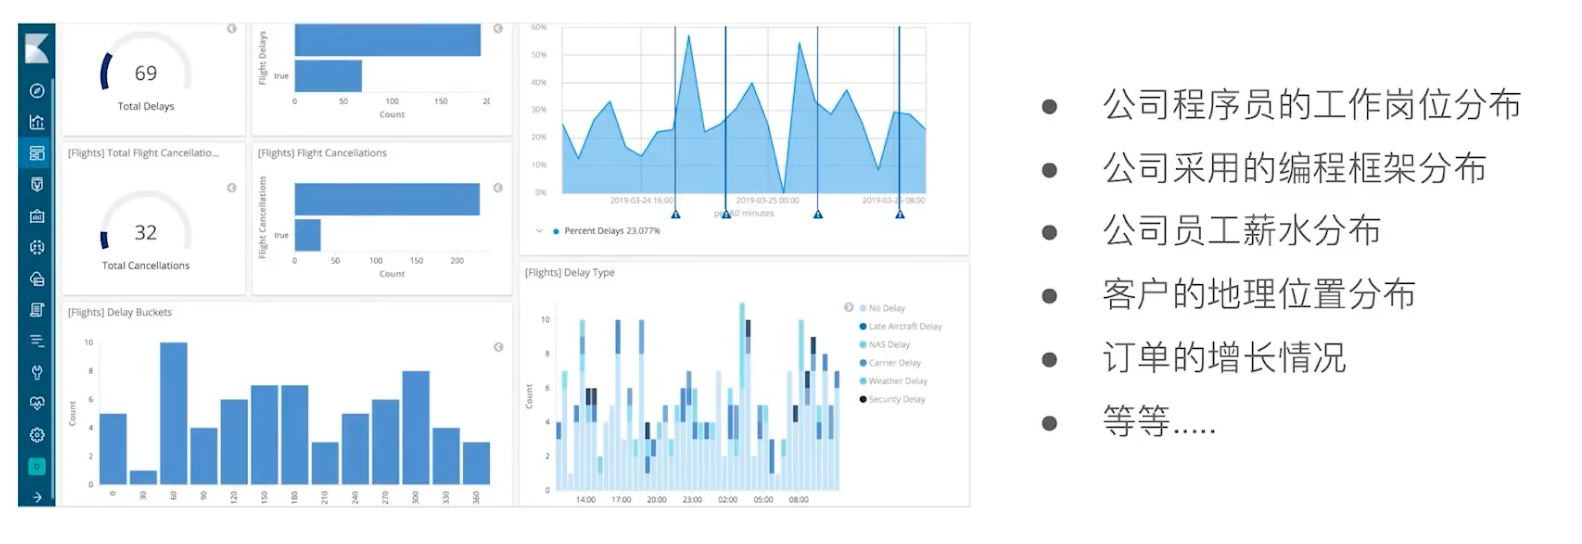 69
Total Delays
Flight Delays
true
0 50 100 150 20
Count
[Flights] Total Flight Cancellatio...
32
Total Cancellations
[Flights] Flight Cancellations
Flight Cancellations
true
0 50 100 150 200
Count
[Flights] Delay Buckets
Count
10
8
6
4
2
0
0 30 60 90 120 150 180 210 240 270 300 330 360
60%
50%
40%
30%
20%
10%
0%
2019-03-24 16:00 2019-03-25 00:00 2019-03-25 08:00
per 60 minutes
Percent Delays 23.077%
[Flights] Delay Type
Count
10
8
6
4
2
0
14:00 17:00 20:00 23:00 02:00 05:00 08:00
No Delay
Late Aircraft Delay
NAS Delay
Carrier Delay
Weather Delay
Security Delay
D
● 公司程序员的工作岗位分布
● 公司采用的编程框架分布
● 公司员工薪水分布
● 客户的地理位置分布
● 订单的增长情况
● 等等.....